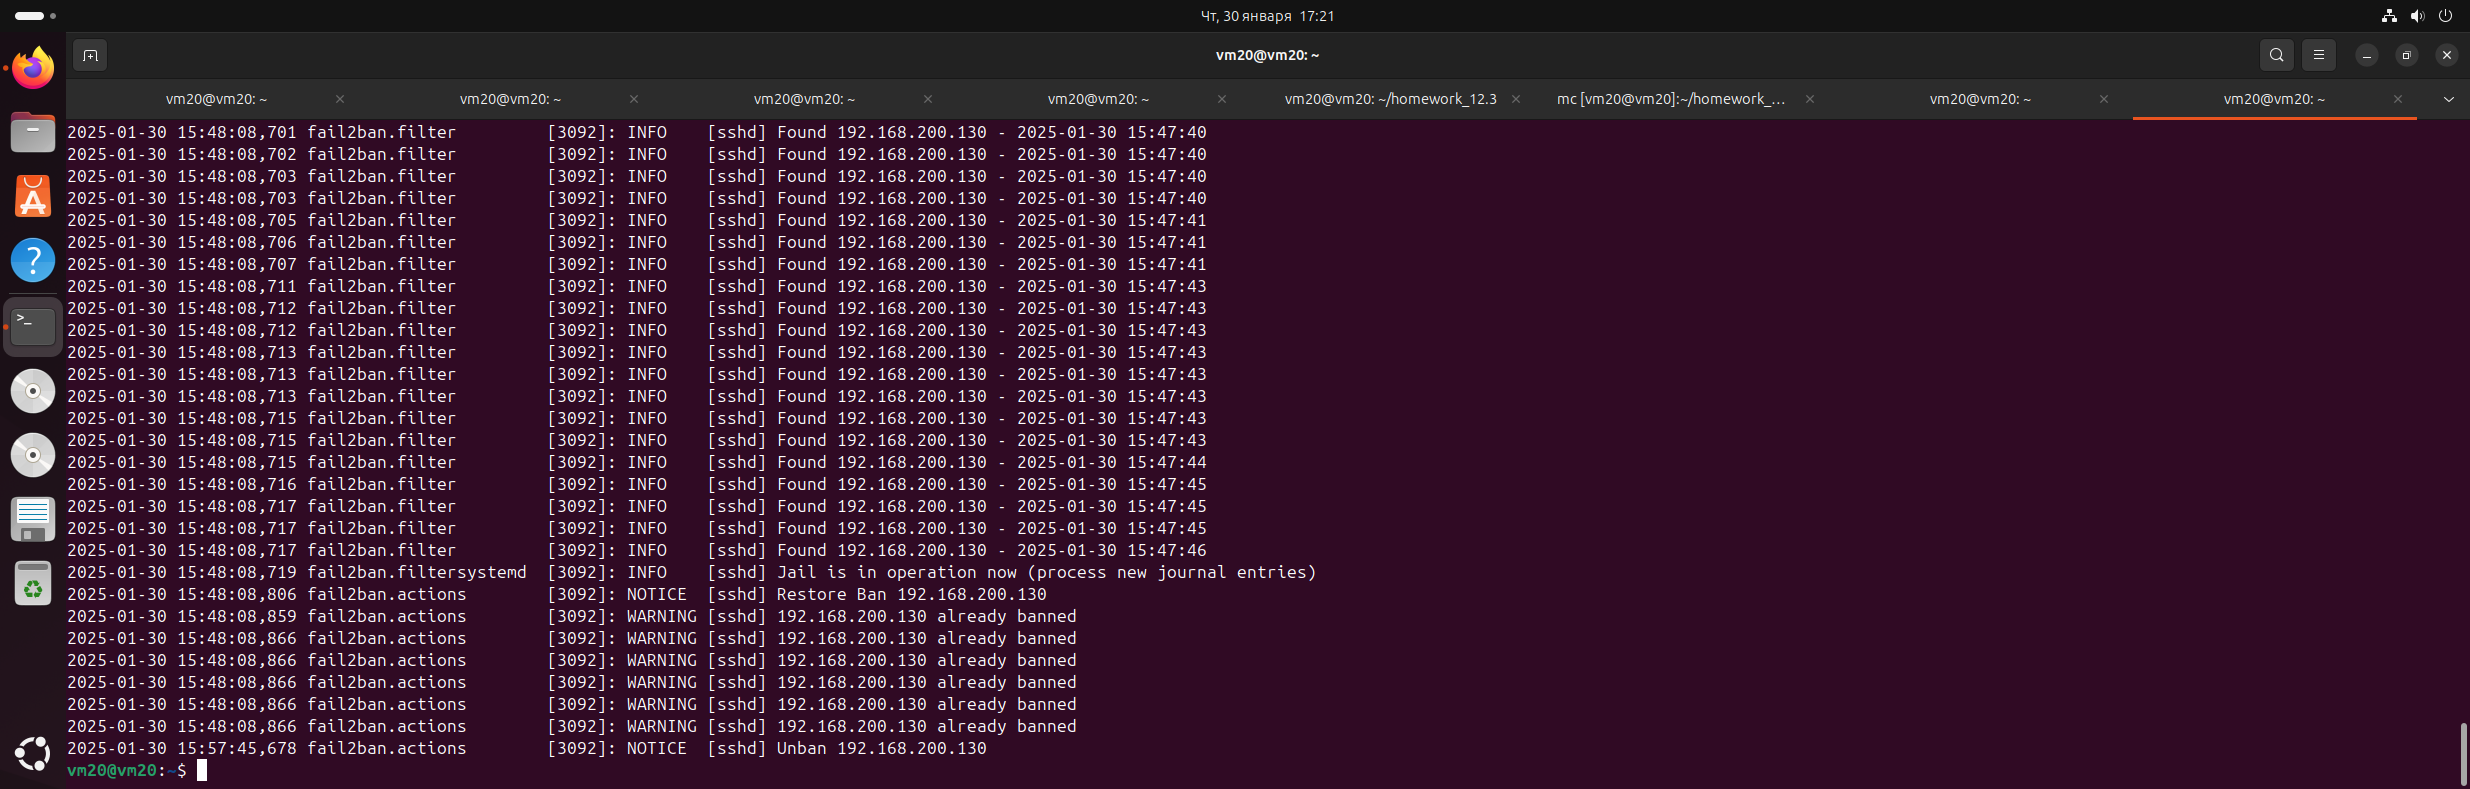 Чт, 30 января 17:21
vm20@vm20: ~
vm20@vm20: ~ vm20@vm20: ~ vm20@vm20: ~ vm20@vm20: ~ vm20@vm20: ~/homework_12.3 mc [vm20@vm20]:~/homework_... vm20@vm20: ~ vm20@vm20: ~
2025-01-30 15:48:08,701 fail2ban.filter [3092]: INFO [sshd] Found 192.168.200.130 - 2025-01-30 15:47:40
2025-01-30 15:48:08,702 fail2ban.filter [3092]: INFO [sshd] Found 192.168.200.130 - 2025-01-30 15:47:40
2025-01-30 15:48:08,703 fail2ban.filter [3092]: INFO [sshd] Found 192.168.200.130 - 2025-01-30 15:47:40
2025-01-30 15:48:08,703 fail2ban.filter [3092]: INFO [sshd] Found 192.168.200.130 - 2025-01-30 15:47:40
2025-01-30 15:48:08,705 fail2ban.filter [3092]: INFO [sshd] Found 192.168.200.130 - 2025-01-30 15:47:41
2025-01-30 15:48:08,706 fail2ban.filter [3092]: INFO [sshd] Found 192.168.200.130 - 2025-01-30 15:47:41
2025-01-30 15:48:08,707 fail2ban.filter [3092]: INFO [sshd] Found 192.168.200.130 - 2025-01-30 15:47:41
2025-01-30 15:48:08,711 fail2ban.filter [3092]: INFO [sshd] Found 192.168.200.130 - 2025-01-30 15:47:43
2025-01-30 15:48:08,712 fail2ban.filter [3092]: INFO [sshd] Found 192.168.200.130 - 2025-01-30 15:47:43
2025-01-30 15:48:08,712 fail2ban.filter [3092]: INFO [sshd] Found 192.168.200.130 - 2025-01-30 15:47:43
2025-01-30 15:48:08,713 fail2ban.filter [3092]: INFO [sshd] Found 192.168.200.130 - 2025-01-30 15:47:43
2025-01-30 15:48:08,713 fail2ban.filter [3092]: INFO [sshd] Found 192.168.200.130 - 2025-01-30 15:47:43
2025-01-30 15:48:08,713 fail2ban.filter [3092]: INFO [sshd] Found 192.168.200.130 - 2025-01-30 15:47:43
2025-01-30 15:48:08,715 fail2ban.filter [3092]: INFO [sshd] Found 192.168.200.130 - 2025-01-30 15:47:43
2025-01-30 15:48:08,715 fail2ban.filter [3092]: INFO [sshd] Found 192.168.200.130 - 2025-01-30 15:47:43
2025-01-30 15:48:08,715 fail2ban.filter [3092]: INFO [sshd] Found 192.168.200.130 - 2025-01-30 15:47:44
2025-01-30 15:48:08,716 fail2ban.filter [3092]: INFO [sshd] Found 192.168.200.130 - 2025-01-30 15:47:45
2025-01-30 15:48:08,717 fail2ban.filter [3092]: INFO [sshd] Found 192.168.200.130 - 2025-01-30 15:47:45
2025-01-30 15:48:08,717 fail2ban.filter [3092]: INFO [sshd] Found 192.168.200.130 - 2025-01-30 15:47:45
2025-01-30 15:48:08,717 fail2ban.filter [3092]: INFO [sshd] Found 192.168.200.130 - 2025-01-30 15:47:46
2025-01-30 15:48:08,719 fail2ban.filtersystemd [3092]: INFO [sshd] Jail is in operation now (process new journal entries)
2025-01-30 15:48:08,806 fail2ban.actions [3092]: NOTICE [sshd] Restore Ban 192.168.200.130
2025-01-30 15:48:08,859 fail2ban.actions [3092]: WARNING [sshd] 192.168.200.130 already banned
2025-01-30 15:48:08,866 fail2ban.actions [3092]: WARNING [sshd] 192.168.200.130 already banned
2025-01-30 15:48:08,866 fail2ban.actions [3092]: WARNING [sshd] 192.168.200.130 already banned
2025-01-30 15:48:08,866 fail2ban.actions [3092]: WARNING [sshd] 192.168.200.130 already banned
2025-01-30 15:48:08,866 fail2ban.actions [3092]: WARNING [sshd] 192.168.200.130 already banned
2025-01-30 15:48:08,866 fail2ban.actions [3092]: WARNING [sshd] 192.168.200.130 already banned
2025-01-30 15:57:45,678 fail2ban.actions [3092]: NOTICE [sshd] Unban 192.168.200.130
vm20@vm20:~$